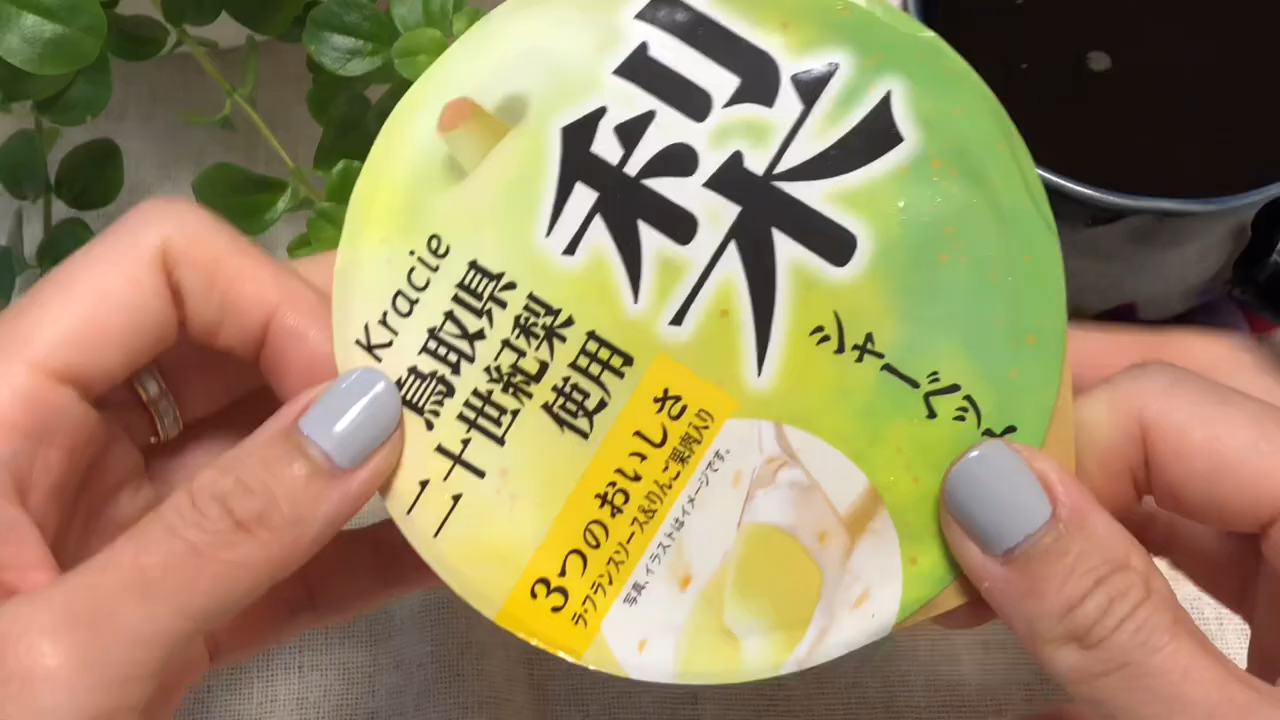 梨
シャーベット
Kracie
鳥取県
二十世紀梨
使用
3つのおいしさ
ラ・フランスソース&りんご果肉入り
写真、イラストはイメージです。